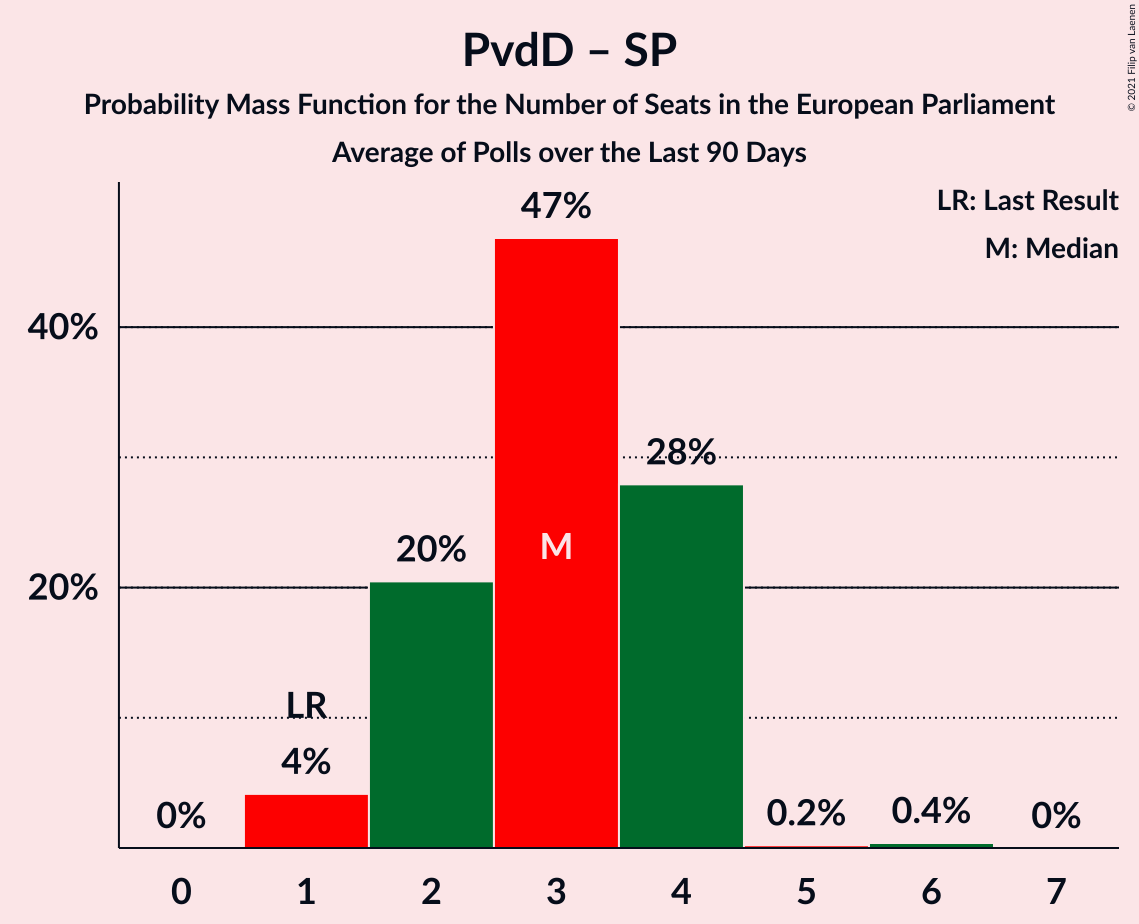 PvdD – SP
Probability Mass Function for the Number of Seats in the European Parliament
Average of Polls over the Last 90 Days
© 2021 Filip van Laenen
LR: Last Result
M: Median
40%
20%
0%
LR
4%
20%
47%
M
28%
0.2%
0.4%
0%
0 1 2 3 4 5 6 7